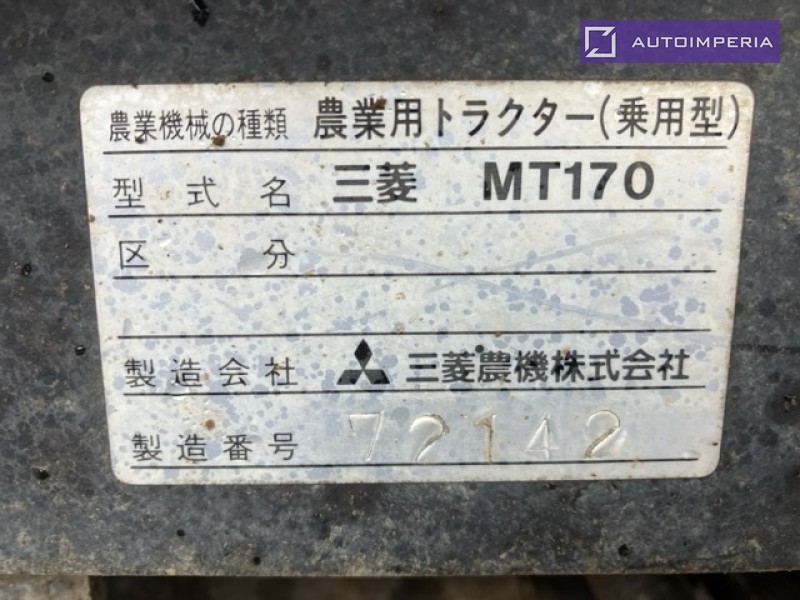 AUTOIMPERIA
農業機械の種類 農業用トラクター(乗用型)
型式名 三菱 MT170
区分
製造会社 三菱農機株式会社
製造番号 72142